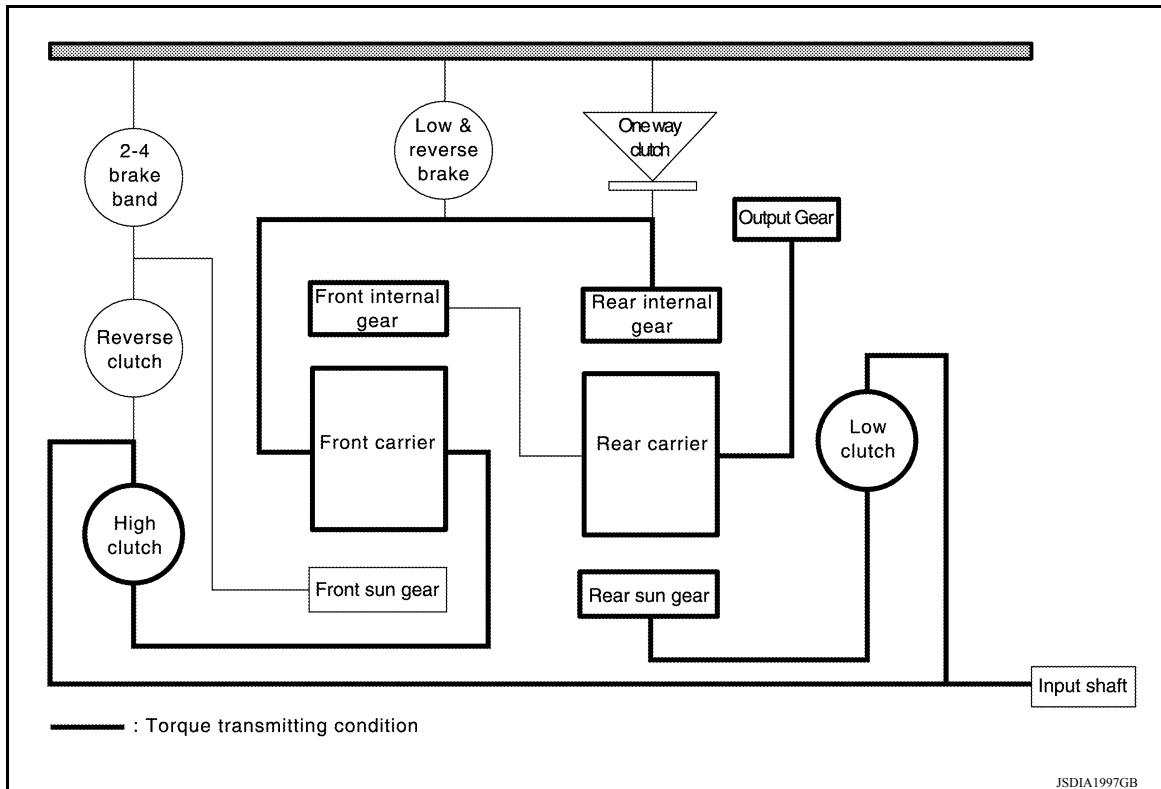 2-4
brake
band
Low &
reverse
brake
One way
clutch
Output Gear
Front internal
gear
Rear internal
gear
Reverse
clutch
Front carrier
Rear carrier
Low
clutch
High
clutch
Front sun gear
Rear sun gear
Input shaft
: Torque transmitting condition
JSDIA1997GB